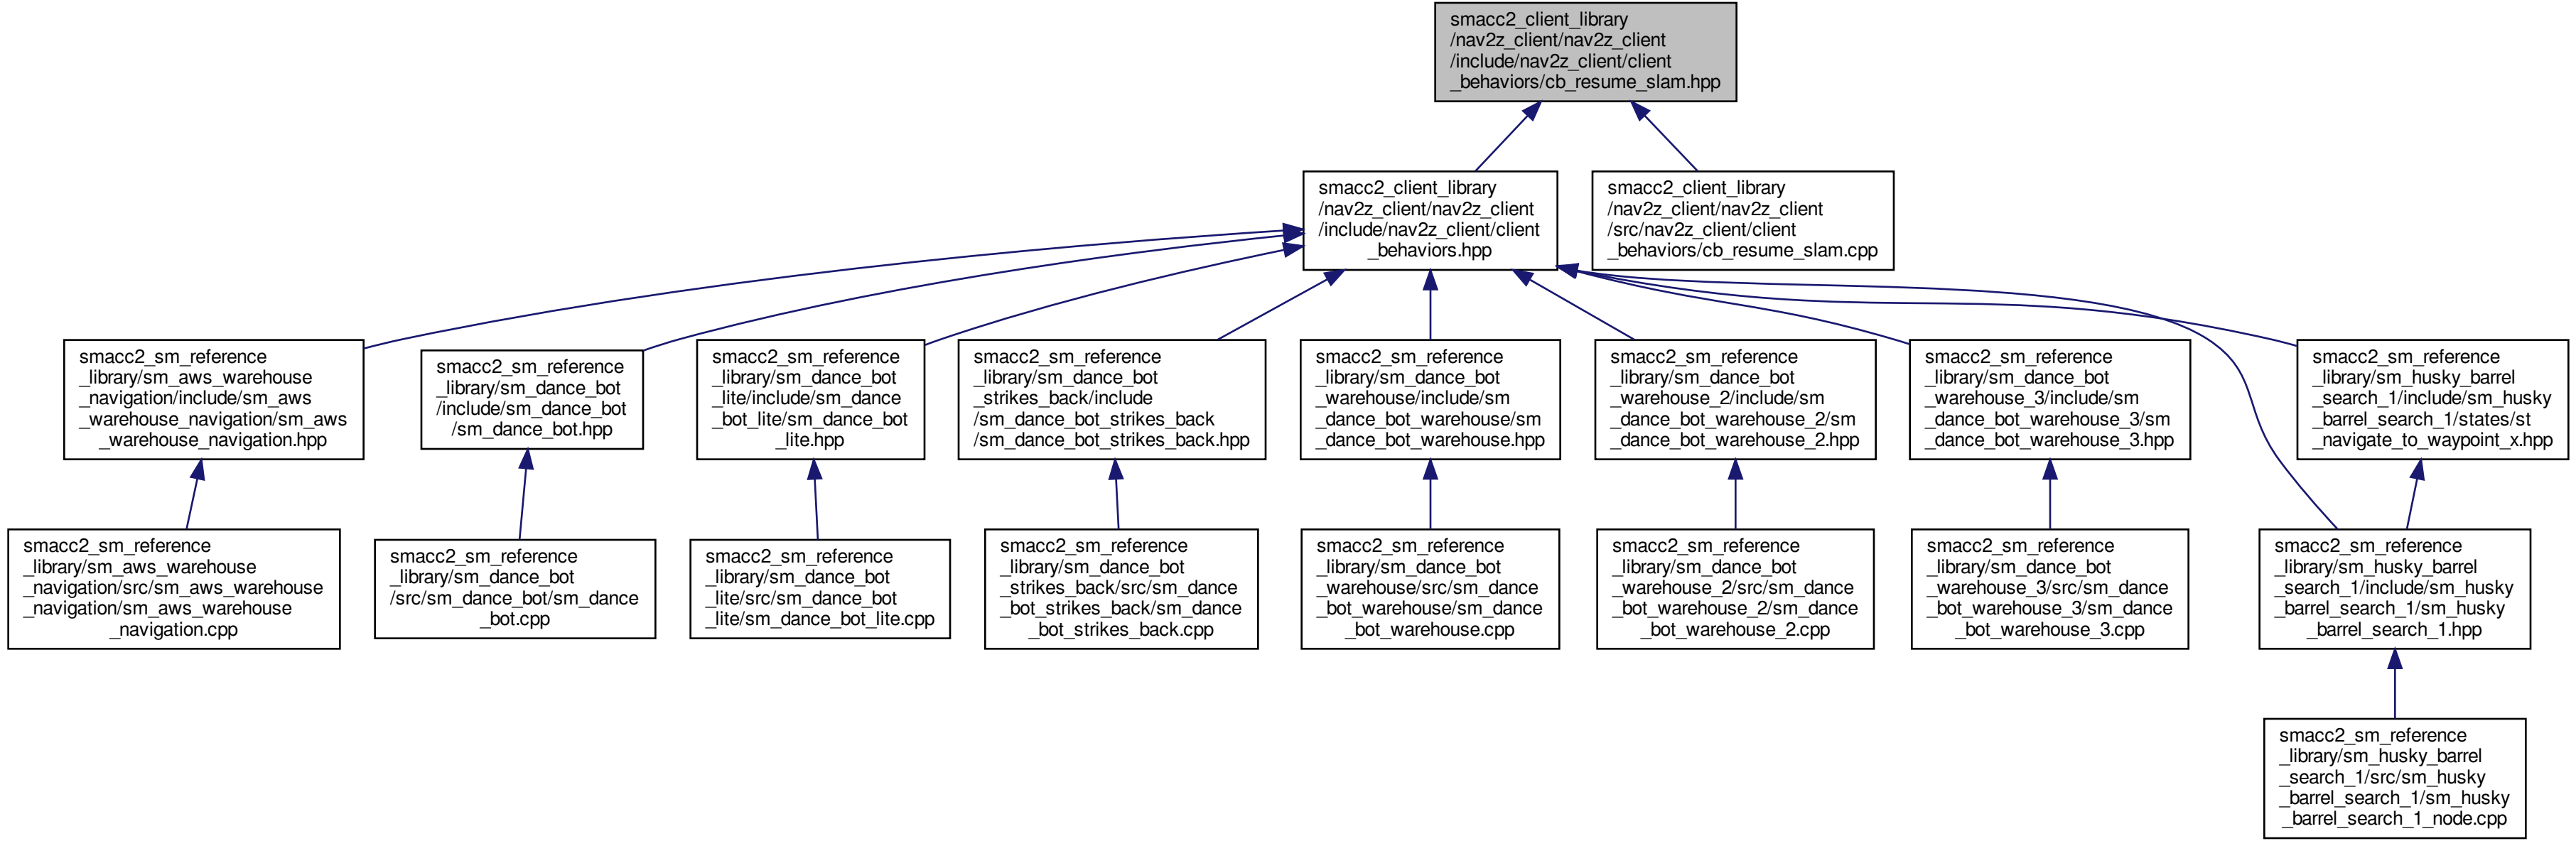 smacc2_client_library
/nav2z_client/nav2z_client
/include/nav2z_client/client
_behaviors/cb_resume_slam.hpp
smacc2_client_library
/nav2z_client/nav2z_client
/include/nav2z_client/client
_behaviors.hpp
smacc2_client_library
/nav2z_client/nav2z_client
/src/nav2z_client/client
_behaviors/cb_resume_slam.cpp
smacc2_sm_reference
_library/sm_aws_warehouse
_navigation/include/sm_aws
_warehouse_navigation/sm_aws
_warehouse_navigation.hpp
smacc2_sm_reference
_library/sm_dance_bot
/include/sm_dance_bot
/sm_dance_bot.hpp
smacc2_sm_reference
_library/sm_dance_bot
_lite/include/sm_dance
_bot_lite/sm_dance_bot
_lite.hpp
smacc2_sm_reference
_library/sm_dance_bot
_strikes_back/include
/sm_dance_bot_strikes_back
/sm_dance_bot_strikes_back.hpp
smacc2_sm_reference
_library/sm_dance_bot
_warehouse/include/sm
_dance_bot_warehouse/sm
_dance_bot_warehouse.hpp
smacc2_sm_reference
_library/sm_dance_bot
_warehouse_2/include/sm
_dance_bot_warehouse_2/sm
_dance_bot_warehouse_2.hpp
smacc2_sm_reference
_library/sm_dance_bot
_warehouse_3/include/sm
_dance_bot_warehouse_3/sm
_dance_bot_warehouse_3.hpp
smacc2_sm_reference
_library/sm_husky_barrel
_search_1/include/sm_husky
_barrel_search_1/states/st
_navigate_to_waypoint_x.hpp
smacc2_sm_reference
_library/sm_aws_warehouse
_navigation/src/sm_aws_warehouse
_navigation/sm_aws_warehouse
_navigation.cpp
smacc2_sm_reference
_library/sm_dance_bot
/src/sm_dance_bot/sm_dance
_bot.cpp
smacc2_sm_reference
_library/sm_dance_bot
_lite/src/sm_dance_bot
_lite/sm_dance_bot_lite.cpp
smacc2_sm_reference
_library/sm_dance_bot
_strikes_back/src/sm_dance
_bot_strikes_back/sm_dance
_bot_strikes_back.cpp
smacc2_sm_reference
_library/sm_dance_bot
_warehouse/src/sm_dance
_bot_warehouse/sm_dance
_bot_warehouse.cpp
smacc2_sm_reference
_library/sm_dance_bot
_warehouse_2/src/sm_dance
_bot_warehouse_2/sm_dance
_bot_warehouse_2.cpp
smacc2_sm_reference
_library/sm_dance_bot
_warehouse_3/src/sm_dance
_bot_warehouse_3/sm_dance
_bot_warehouse_3.cpp
smacc2_sm_reference
_library/sm_husky_barrel
_search_1/include/sm_husky
_barrel_search_1/sm_husky
_barrel_search_1.hpp
smacc2_sm_reference
_library/sm_husky_barrel
_search_1/src/sm_husky
_barrel_search_1/sm_husky
_barrel_search_1_node.cpp